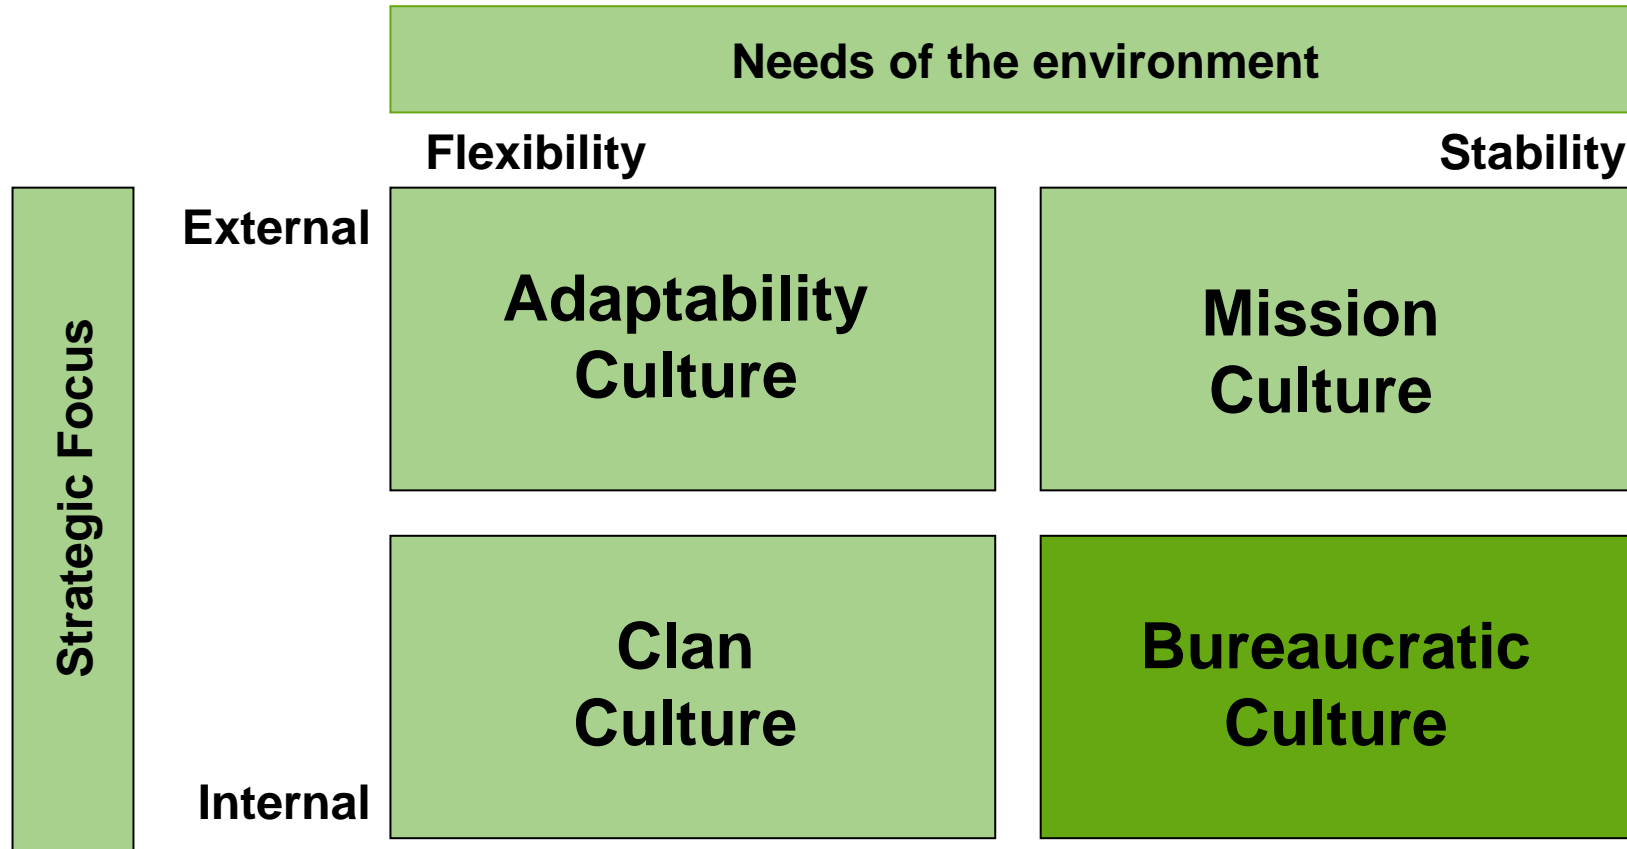 Needs of the environment
Flexibility
Stability
Strategic Focus
External
Adaptability
Culture
Mission
Culture
Clan
Culture
Bureaucratic
Culture
Internal